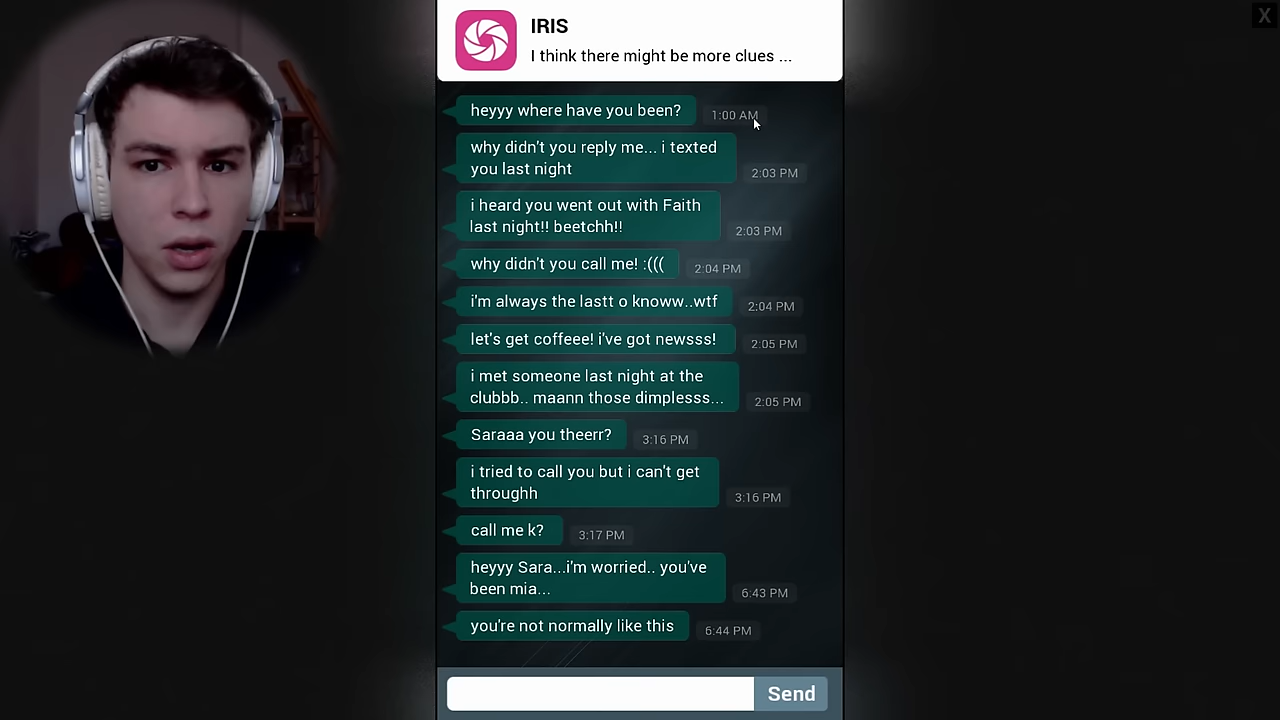 X
IRIS
I think there might be more clues ...
heyyy where have you been?
1:00 AM
why didn't you reply me... i texted
you last night
2:03 PM
i heard you went out with Faith
last night!! beetchh!!
2:03 PM
why didn't you call me! :(((
2:04 PM
i'm always the lastt o knoww..wtf
2:04 PM
let's get coffeee! i've got newsss!
2:05 PM
i met someone last night at the
clubbb.. maann those dimplesss...
2:05 PM
Saraaa you theerr?
3:16 PM
i tried to call you but i can't get
throughh
3:16 PM
call me k?
3:17 PM
heyyy Sara...i'm worried.. you've
been mia...
6:43 PM
you're not normally like this
6:44 PM
Send